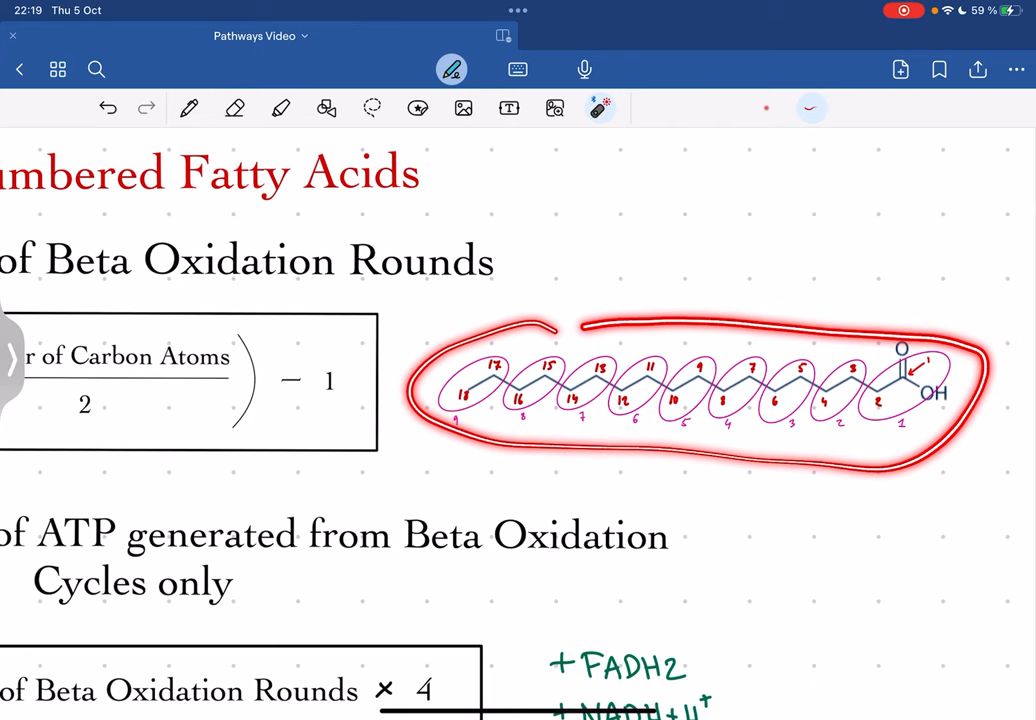 22:19 Thu 5 Oct
59 %
Pathways Video
umbered Fatty Acids
of Beta Oxidation Rounds
r of Carbon Atoms
2
− 1
O
17 15 13 11 9 7 5 3 1
18 16 14 12 10 8 6 4 2 OH
9 8 7 6 5 4 3 2 1
of ATP generated from Beta Oxidation
Cycles only
of Beta Oxidation Rounds × 4
+ FADH2
+ NADH + H+